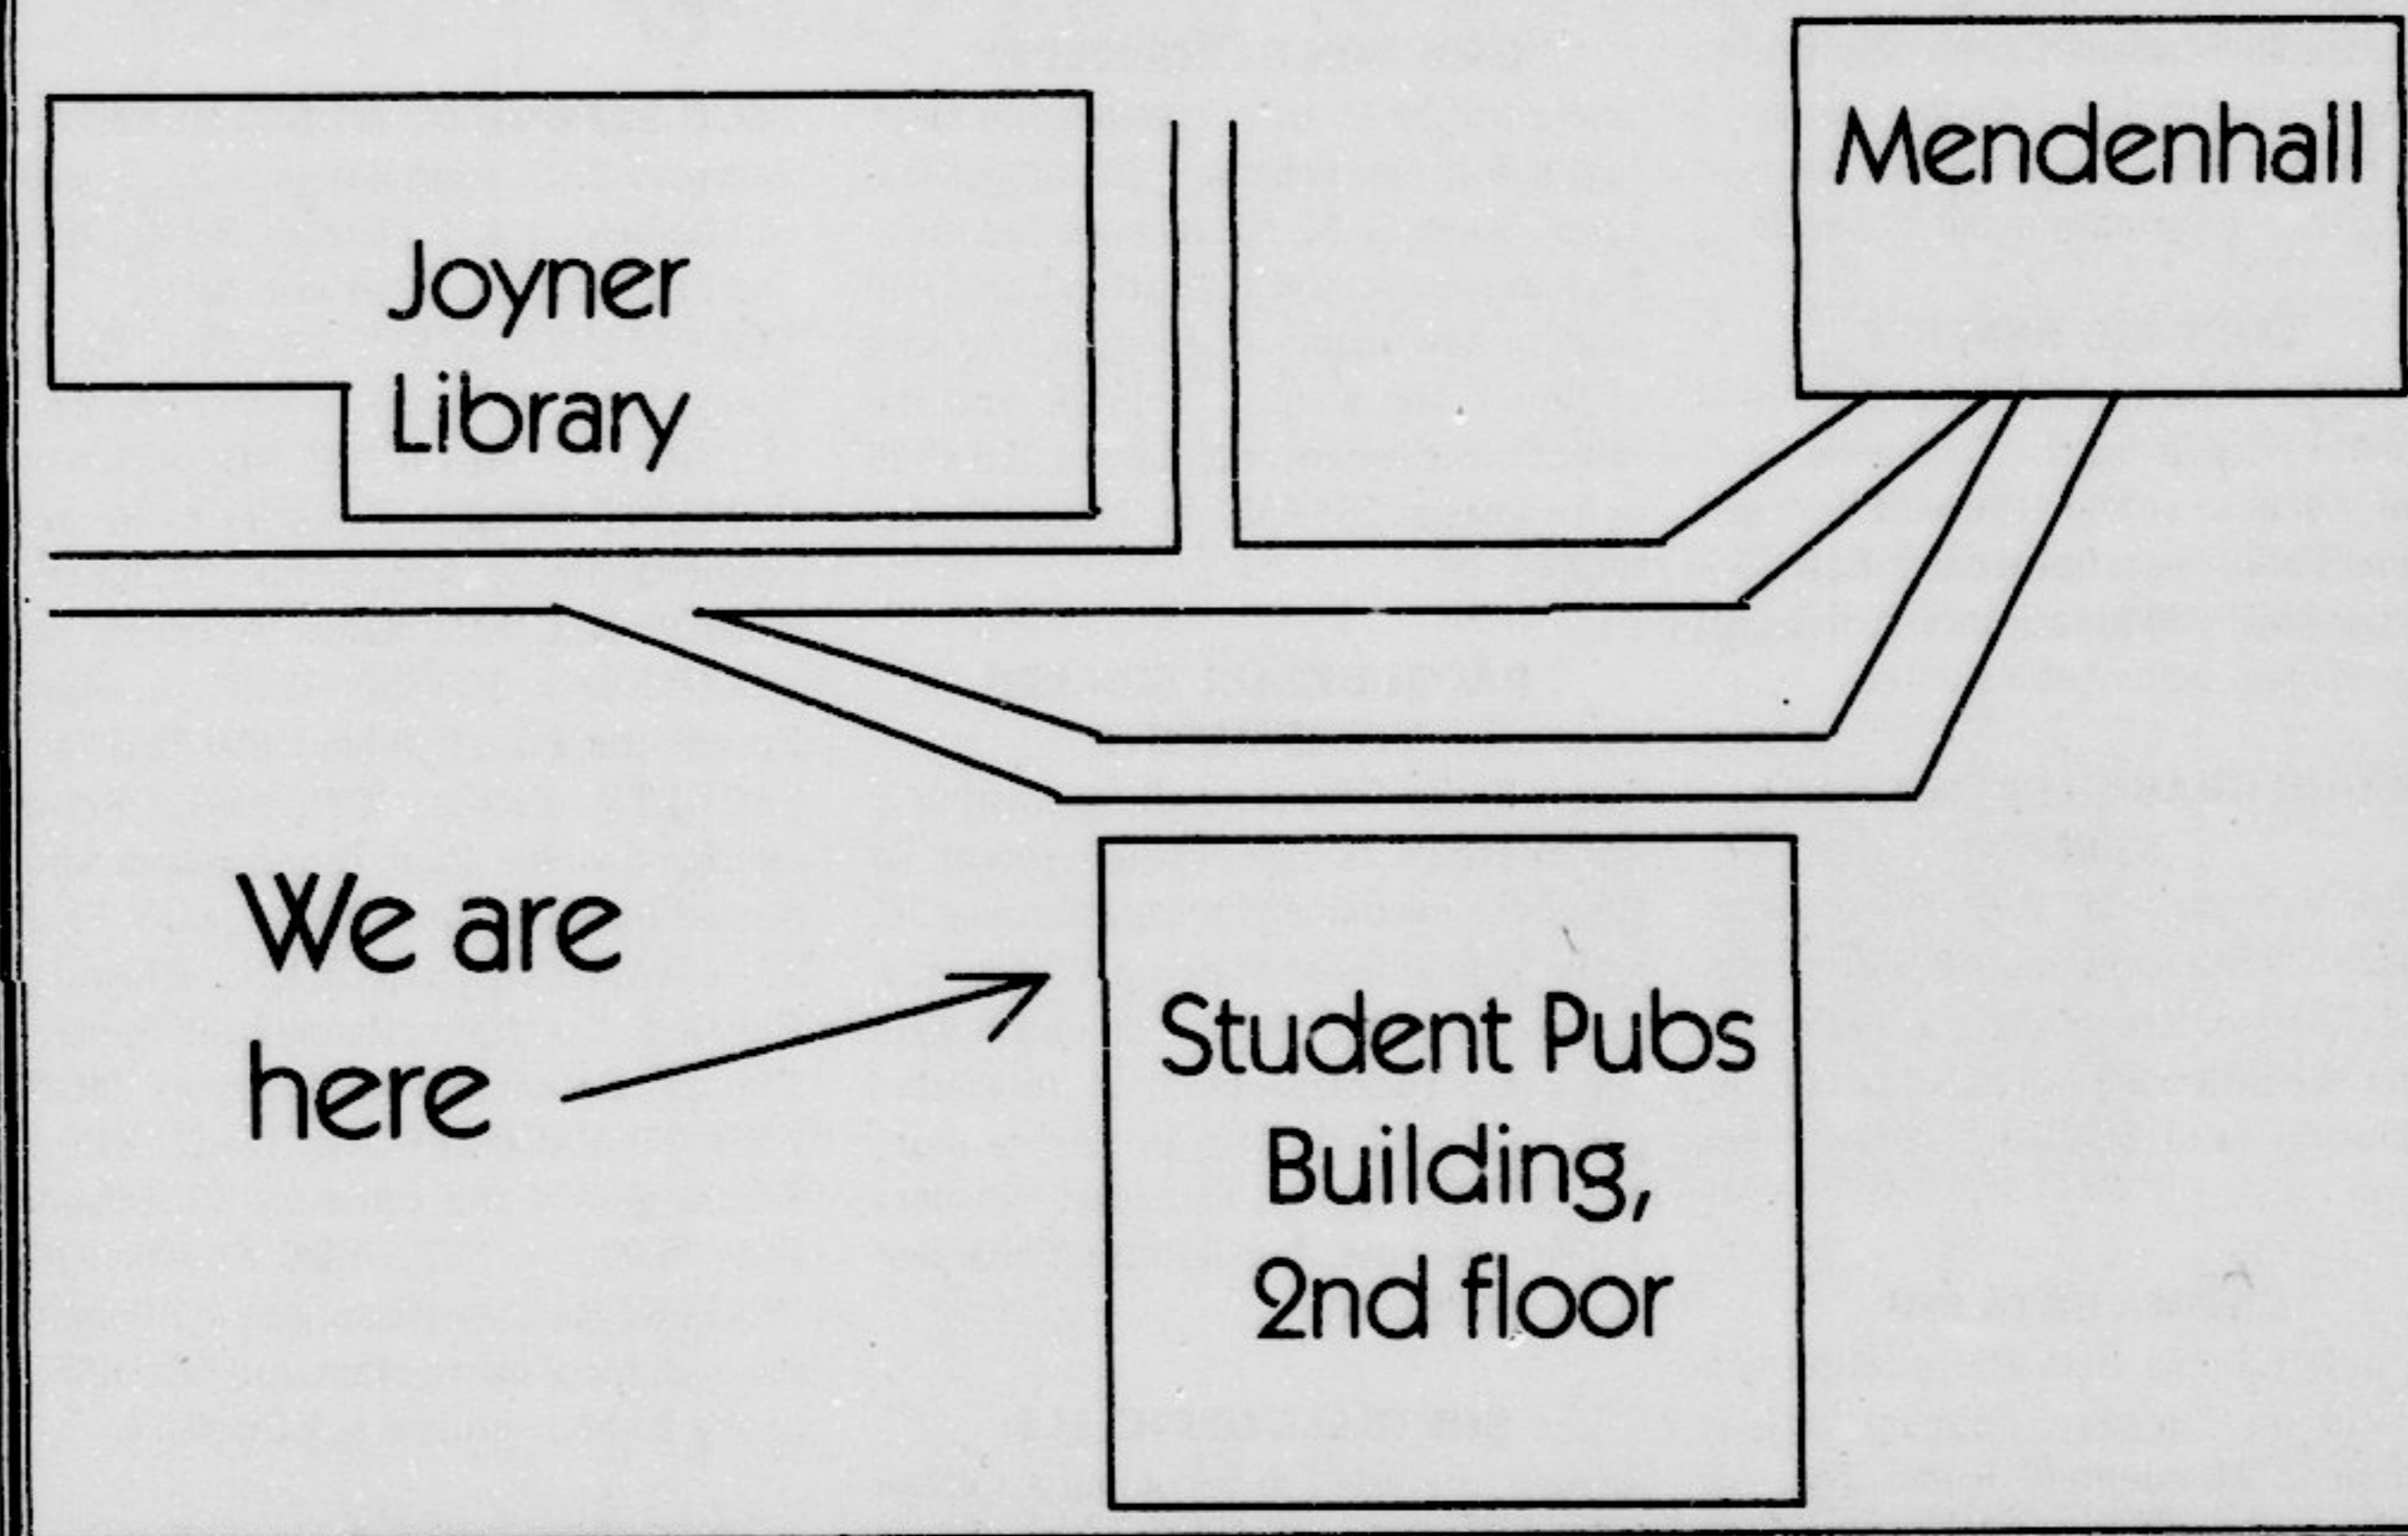 Mendenhall
Joyner
Library
We are
here
Student Pubs
Building,
2nd floor